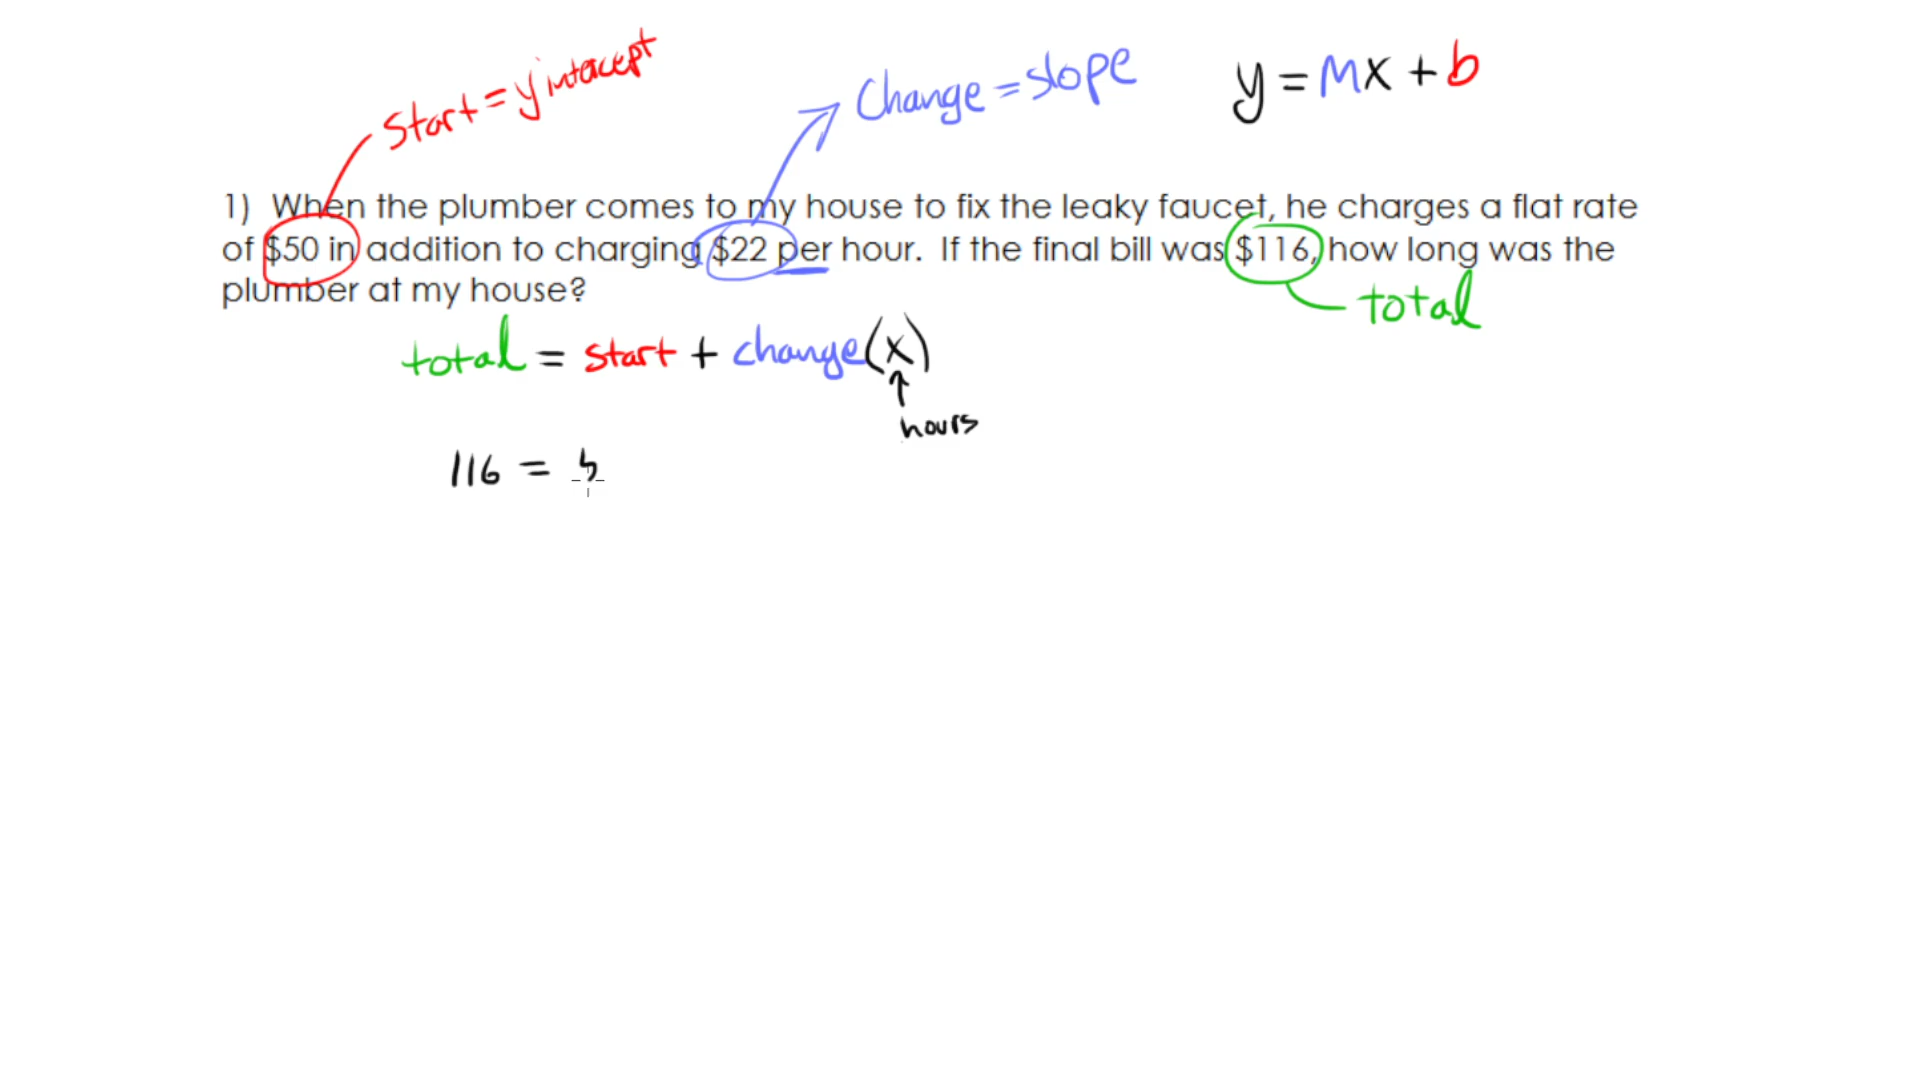 Start = y intercept
Change = slope
y = Mx + b
1) When the plumber comes to my house to fix the leaky faucet, he charges a flat rate
of $50 in addition to charging $22 per hour. If the final bill was $116, how long was the
plumber at my house?
total
total = start + change(x)
hours
116 = 5